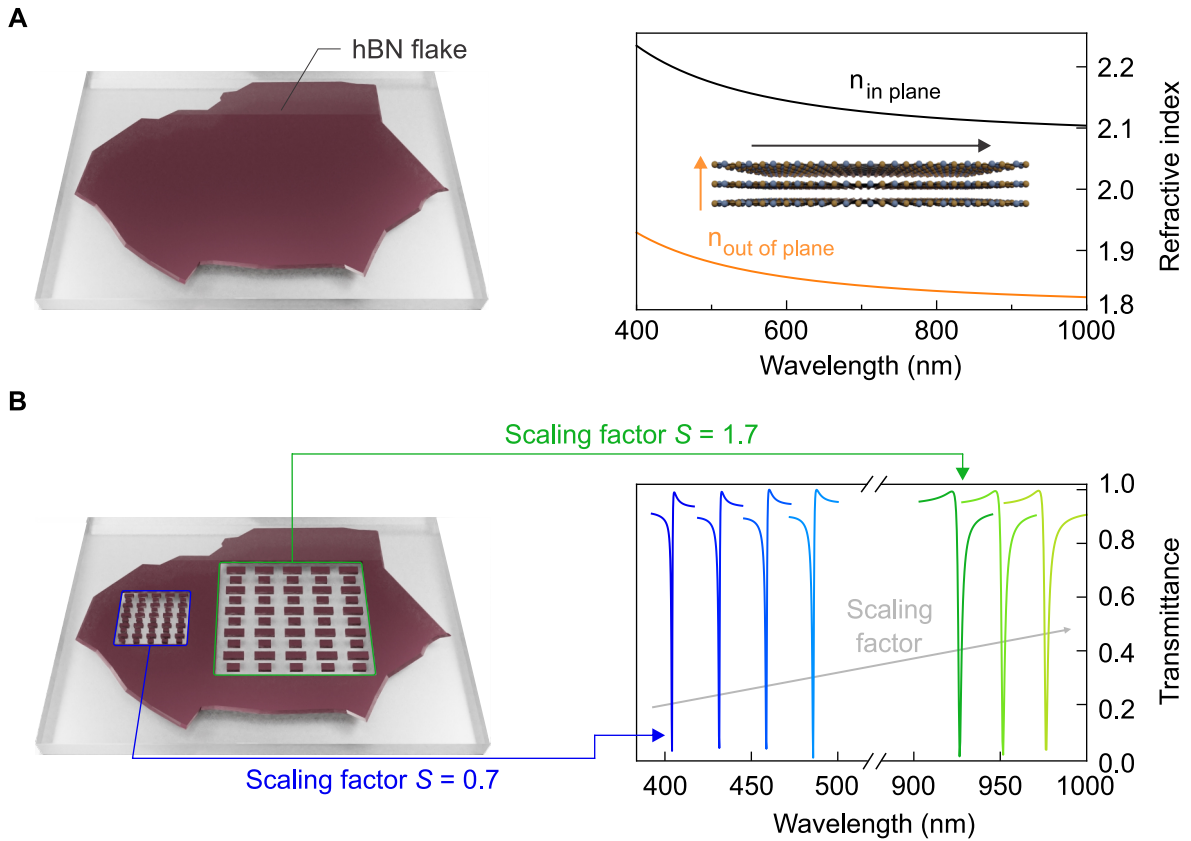 A
hBN flake
n in plane
n out of plane
2.2
2.1
2.0
1.9
1.8
Refractive index
400
600
800
1000
Wavelength (nm)
B
Scaling factor S = 1.7
Scaling factor S = 0.7
Scaling
factor
1.0
0.8
0.6
0.4
0.2
0.0
Transmittance
400
450
500
900
950
1000
Wavelength (nm)